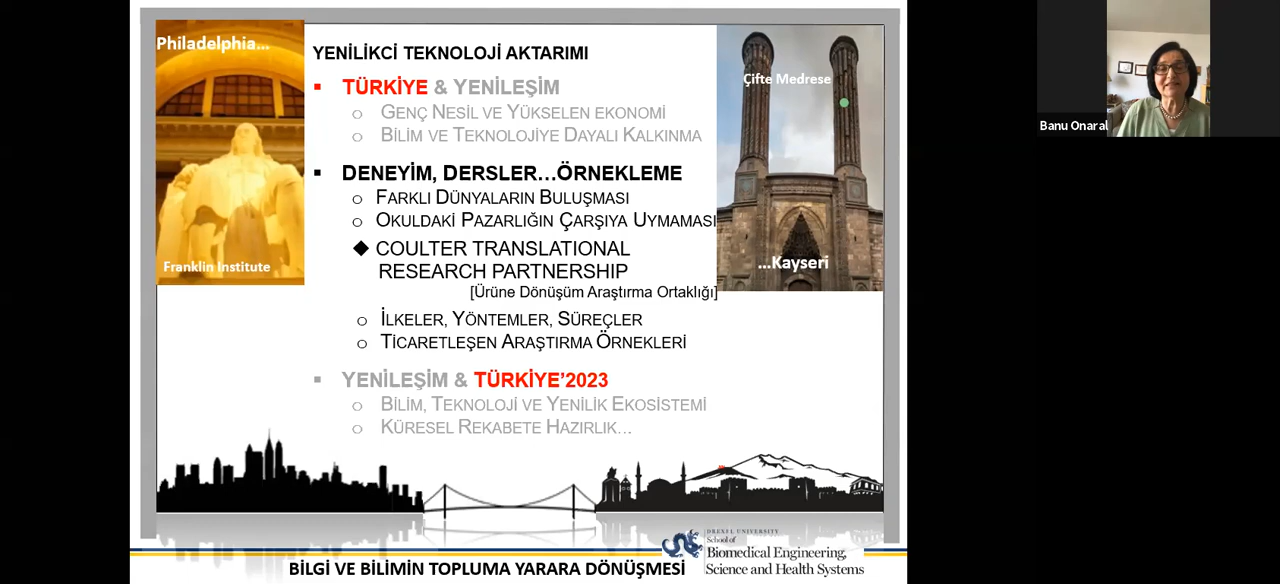 Philadelphia...
Franklin Institute
YENİLİKCİ TEKNOLOJİ AKTARIMI
TÜRKİYE & YENİLEŞİM
GENÇ NESİL VE YÜKSELEN EKONOMİ
BİLİM VE TEKNOLOJİYE DAYALI KALKINMA
DENEYİM, DERSLER...ÖRNEKLEME
FARKLI DÜNYALARIN BULUŞMASI
OKULDAKİ PAZARLIĞIN ÇARŞIYA UYMAMASI
COULTER TRANSLATIONAL
RESEARCH PARTNERSHIP
[Ürüne Dönüşüm Araştırma Ortaklığı]
İLKELER, YÖNTEMLER, SÜREÇLER
TİCARETLEŞEN ARAŞTIRMA ÖRNEKLERİ
YENİLEŞİM & TÜRKİYE'2023
BİLİM, TEKNOLOJİ VE YENİLİK EKOSİSTEMİ
KÜRESEL REKABETE HAZIRLIK...
Çifte Medrese
...Kayseri
DREXEL UNIVERSITY
School of
Biomedical Engineering,
Science and Health Systems
BİLGİ VE BİLİMİN TOPLUMA YARARA DÖNÜŞMESİ
Banu Onaral